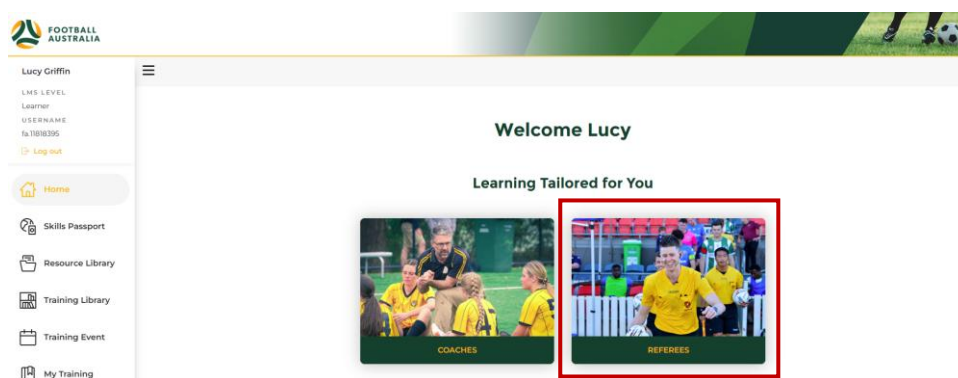 FOOTBALL
AUSTRALIA
Lucy Griffin
LMS LEVEL
Learner
USERNAME
fa.11818395
Log out
Home
Skills Passport
Resource Library
Training Library
Training Event
My Training
Welcome Lucy
Learning Tailored for You
COACHES
REFEREES